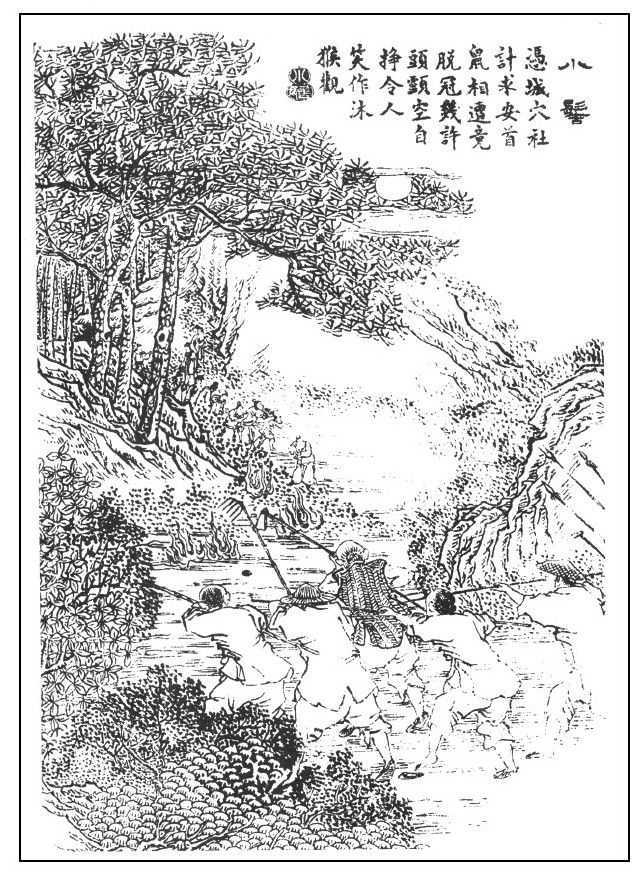 小髻
憑城穴社
計求安首
鼠相遭竟
脫冠幾許
頭顱空自
掙令人
笑作沐
猴觀